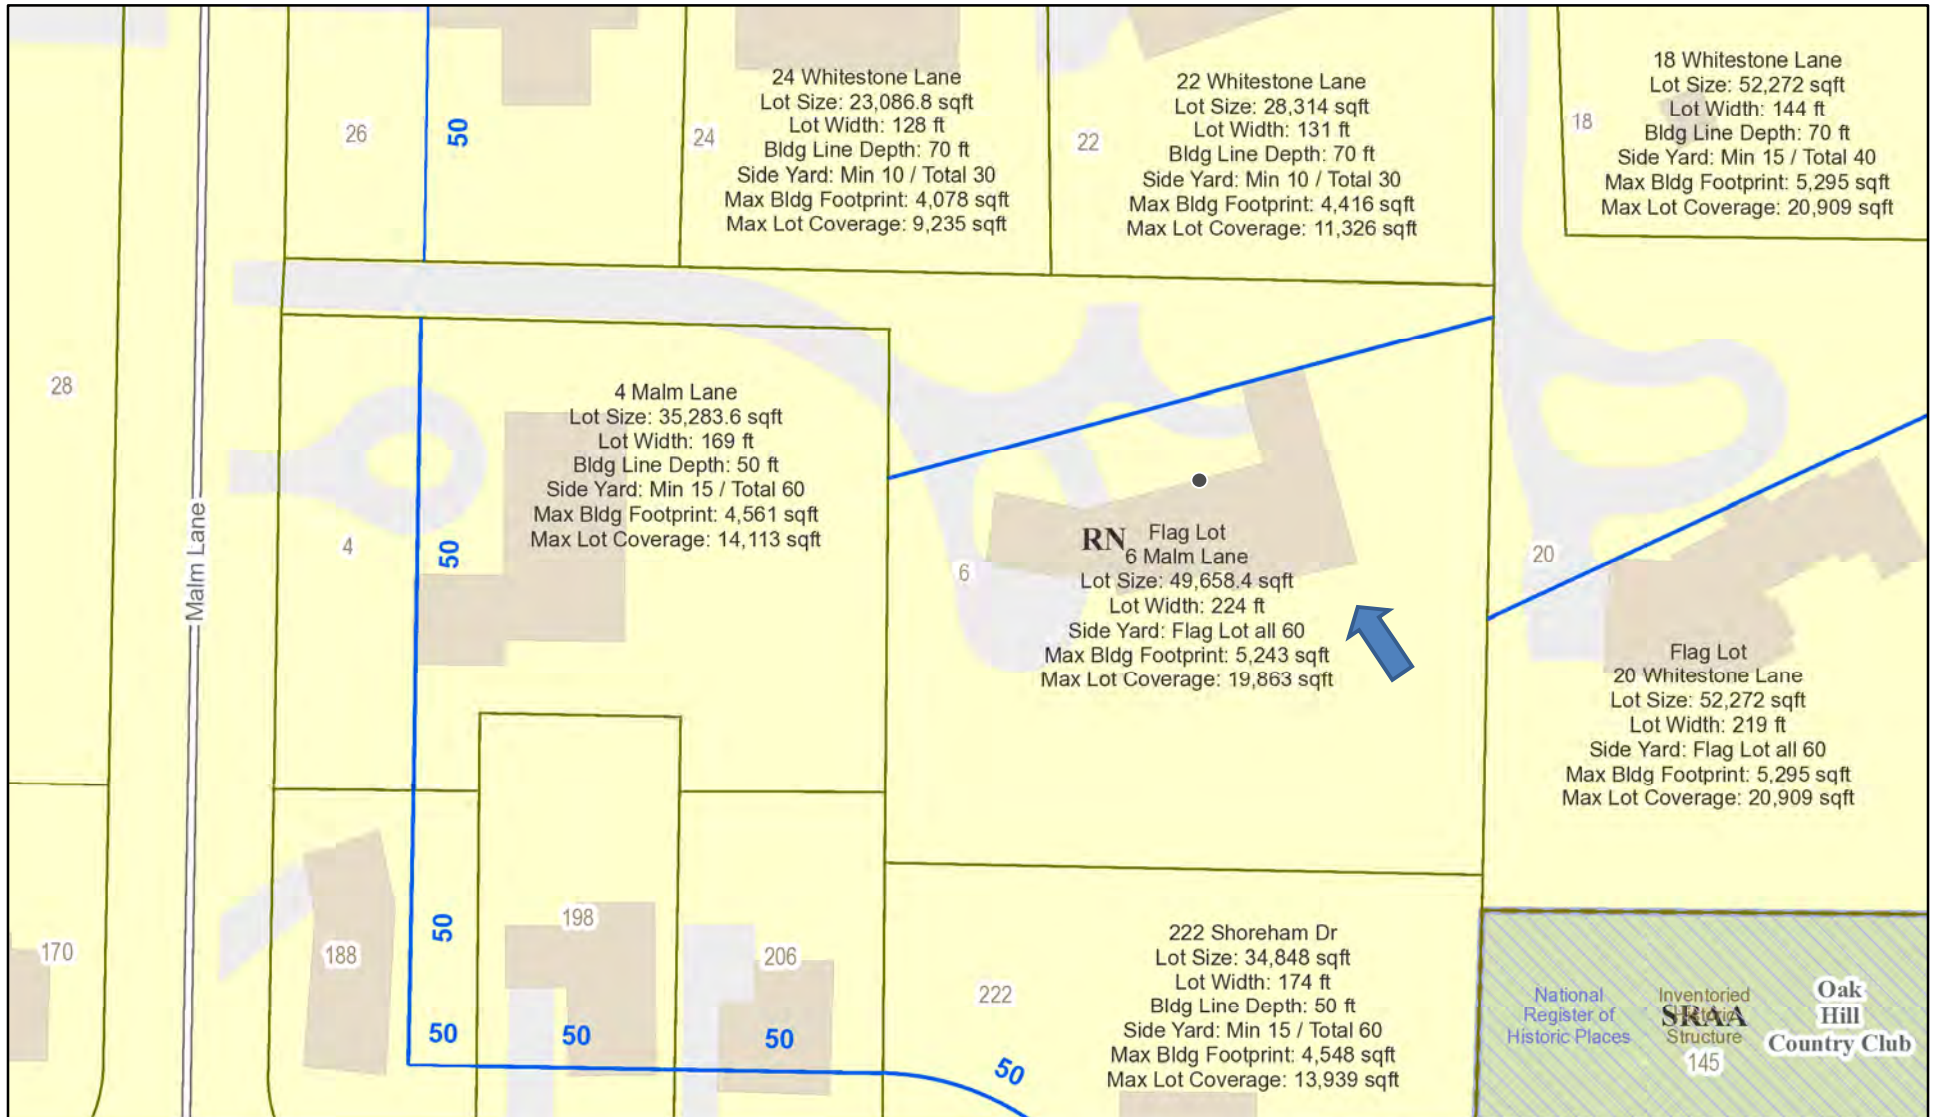 24 Whitestone Lane
Lot Size: 23,086.8 sqft
Lot Width: 128 ft
Bldg Line Depth: 70 ft
Side Yard: Min 10 / Total 30
Max Bldg Footprint: 4,078 sqft
Max Lot Coverage: 9,235 sqft
22 Whitestone Lane
Lot Size: 28,314 sqft
Lot Width: 131 ft
Bldg Line Depth: 70 ft
Side Yard: Min 10 / Total 30
Max Bldg Footprint: 4,416 sqft
Max Lot Coverage: 11,326 sqft
18 Whitestone Lane
Lot Size: 52,272 sqft
Lot Width: 144 ft
Bldg Line Depth: 70 ft
Side Yard: Min 15 / Total 40
Max Bldg Footprint: 5,295 sqft
Max Lot Coverage: 20,909 sqft
26
50
24
22
18
28
4 Malm Lane
Lot Size: 35,283.6 sqft
Lot Width: 169 ft
Bldg Line Depth: 50 ft
Side Yard: Min 15 / Total 60
Max Bldg Footprint: 4,561 sqft
Max Lot Coverage: 14,113 sqft
Malm Lane
4
50
6
RN
Flag Lot
6 Malm Lane
Lot Size: 49,658.4 sqft
Lot Width: 224 ft
Side Yard: Flag Lot all 60
Max Bldg Footprint: 5,243 sqft
Max Lot Coverage: 19,863 sqft
20
Flag Lot
20 Whitestone Lane
Lot Size: 52,272 sqft
Lot Width: 219 ft
Side Yard: Flag Lot all 60
Max Bldg Footprint: 5,295 sqft
Max Lot Coverage: 20,909 sqft
170
188
50
198
206
50
50
50
222
50
222 Shoreham Dr
Lot Size: 34,848 sqft
Lot Width: 174 ft
Bldg Line Depth: 50 ft
Side Yard: Min 15 / Total 60
Max Bldg Footprint: 4,548 sqft
Max Lot Coverage: 13,939 sqft
National
Register of
Historic Places
Inventoried
Historic
Structure
SRAA
145
Oak
Hill
Country Club